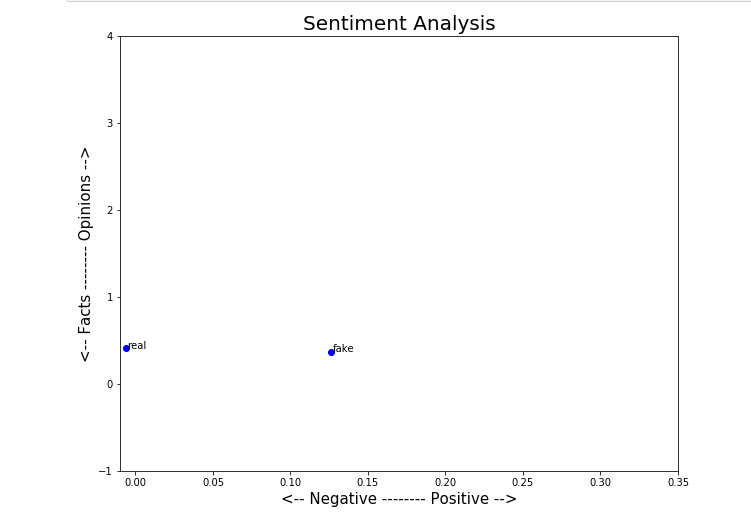 Sentiment Analysis
4
3
2
1
0
−1
<-- Facts -------- Opinions -->
real
fake
0.00 0.05 0.10 0.15 0.20 0.25 0.30 0.35
<-- Negative -------- Positive -->